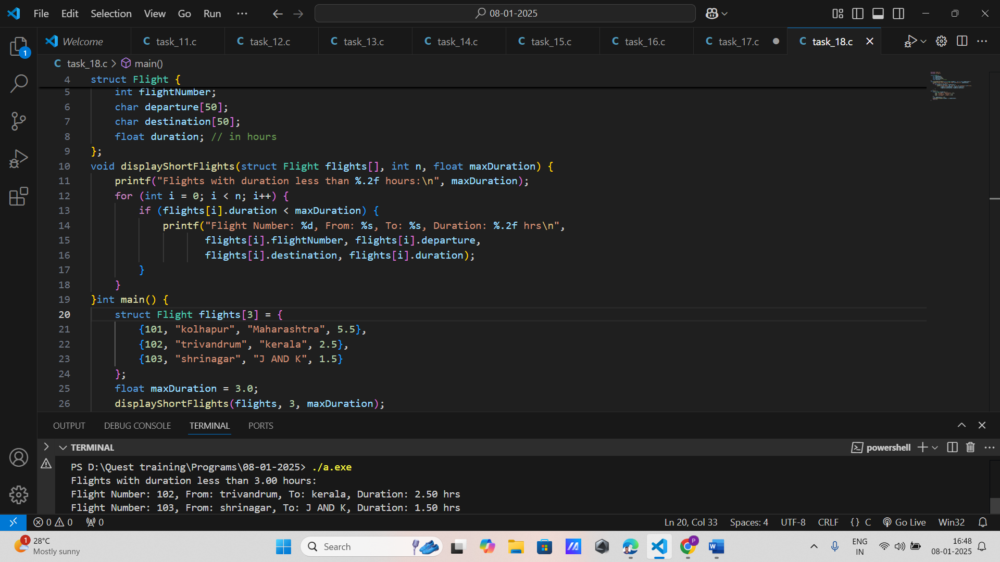 File Edit Selection View Go Run ··· 08-01-2025
Welcome task_11.c task_12.c task_13.c task_14.c task_15.c task_16.c task_17.c task_18.c
C task_18.c > main()
4 struct Flight {
5 int flightNumber;
6 char departure[50];
7 char destination[50];
8 float duration; // in hours
9 };
10 void displayShortFlights(struct Flight flights[], int n, float maxDuration) {
11 printf("Flights with duration less than %.2f hours:\n", maxDuration);
12 for (int i = 0; i < n; i++) {
13 if (flights[i].duration < maxDuration) {
14 printf("Flight Number: %d, From: %s, To: %s, Duration: %.2f hrs\n",
15 flights[i].flightNumber, flights[i].departure,
16 flights[i].destination, flights[i].duration);
17 }
18 }
19 }int main() {
20 struct Flight flights[3] = {
21 {101, "kolhapur", "Maharashtra", 5.5},
22 {102, "trivandrum", "kerala", 2.5},
23 {103, "shrinagar", "J AND K", 1.5}
24 };
25 float maxDuration = 3.0;
26 displayShortFlights(flights, 3, maxDuration);
OUTPUT DEBUG CONSOLE TERMINAL PORTS
TERMINAL powershell
PS D:\Quest training\Programs\08-01-2025> ./a.exe
Flights with duration less than 3.00 hours:
Flight Number: 102, From: trivandrum, To: kerala, Duration: 2.50 hrs
Flight Number: 103, From: shrinagar, To: J AND K, Duration: 1.50 hrs
0 0 0 Ln 20, Col 33 Spaces: 4 UTF-8 CRLF {} C Go Live Win32
1 28°C Mostly sunny Search ENG IN 16:48 08-01-2025